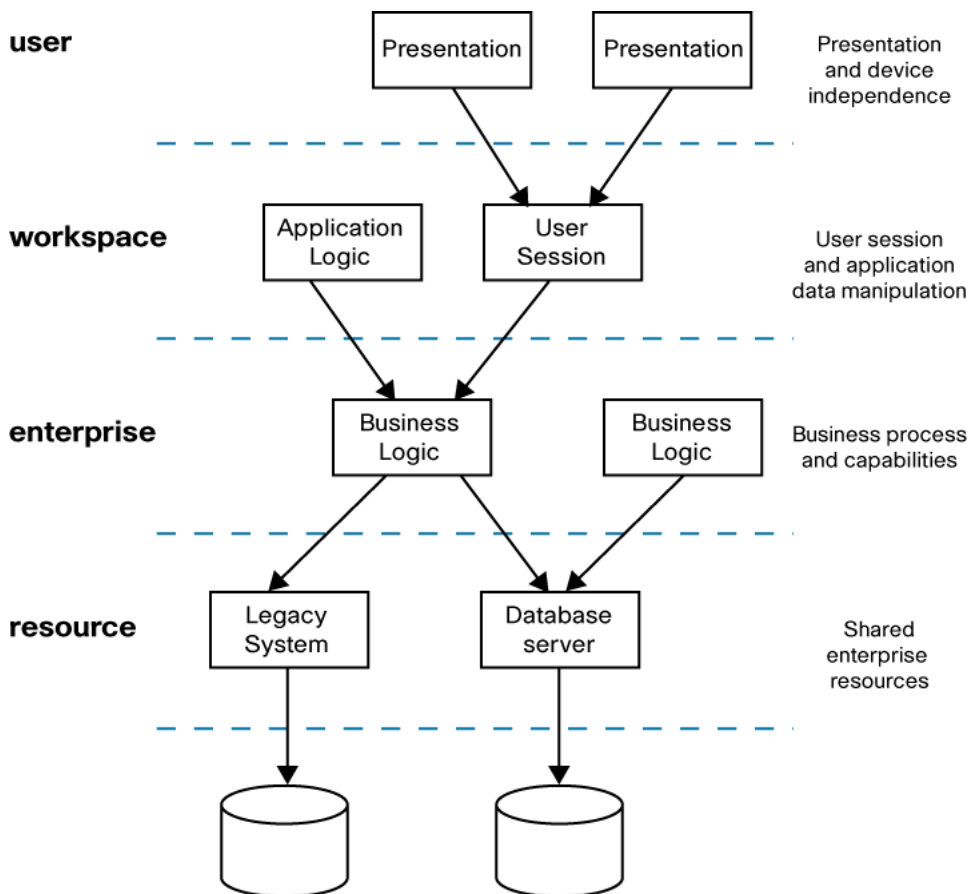 user
Presentation
Presentation
Presentation
and device
independence
workspace
Application
Logic
User
Session
User session
and application
data manipulation
enterprise
Business
Logic
Business
Logic
Business process
and capabilities
resource
Legacy
System
Database
server
Shared
enterprise
resources